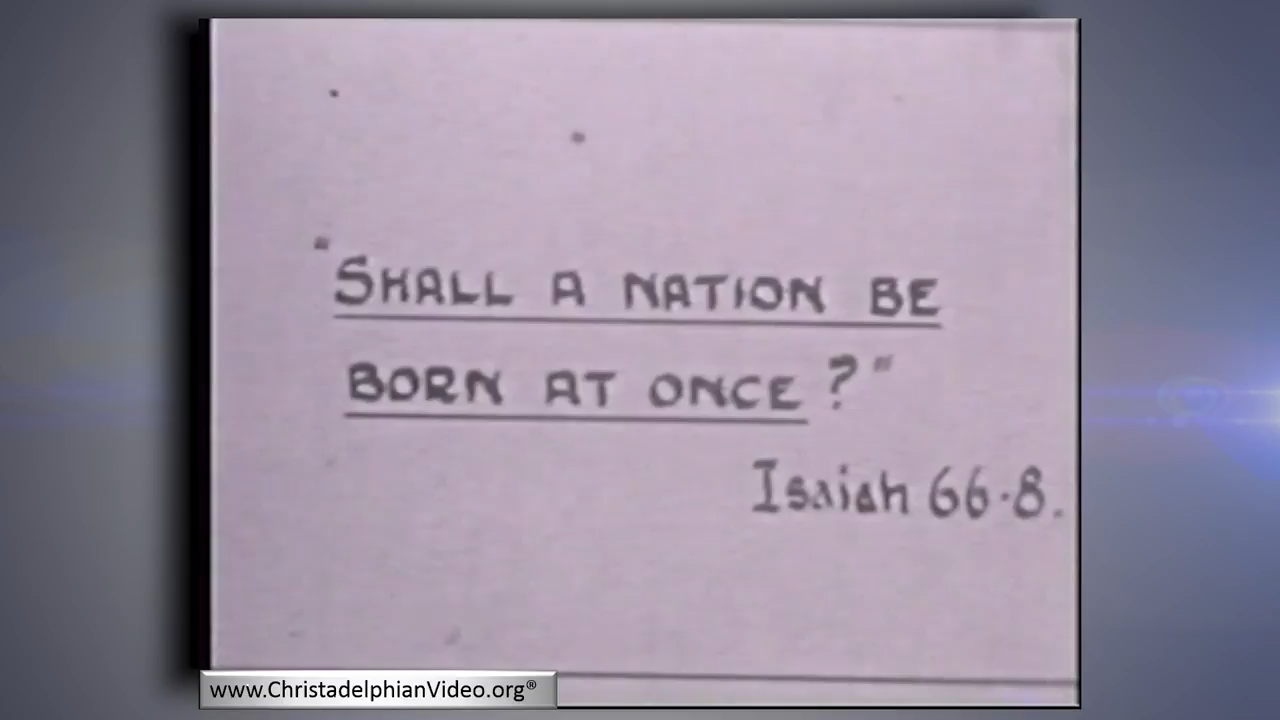 "SHALL A NATION BE
BORN AT ONCE?"
Isaiah 66.8.
www.ChristadelphianVideo.org®